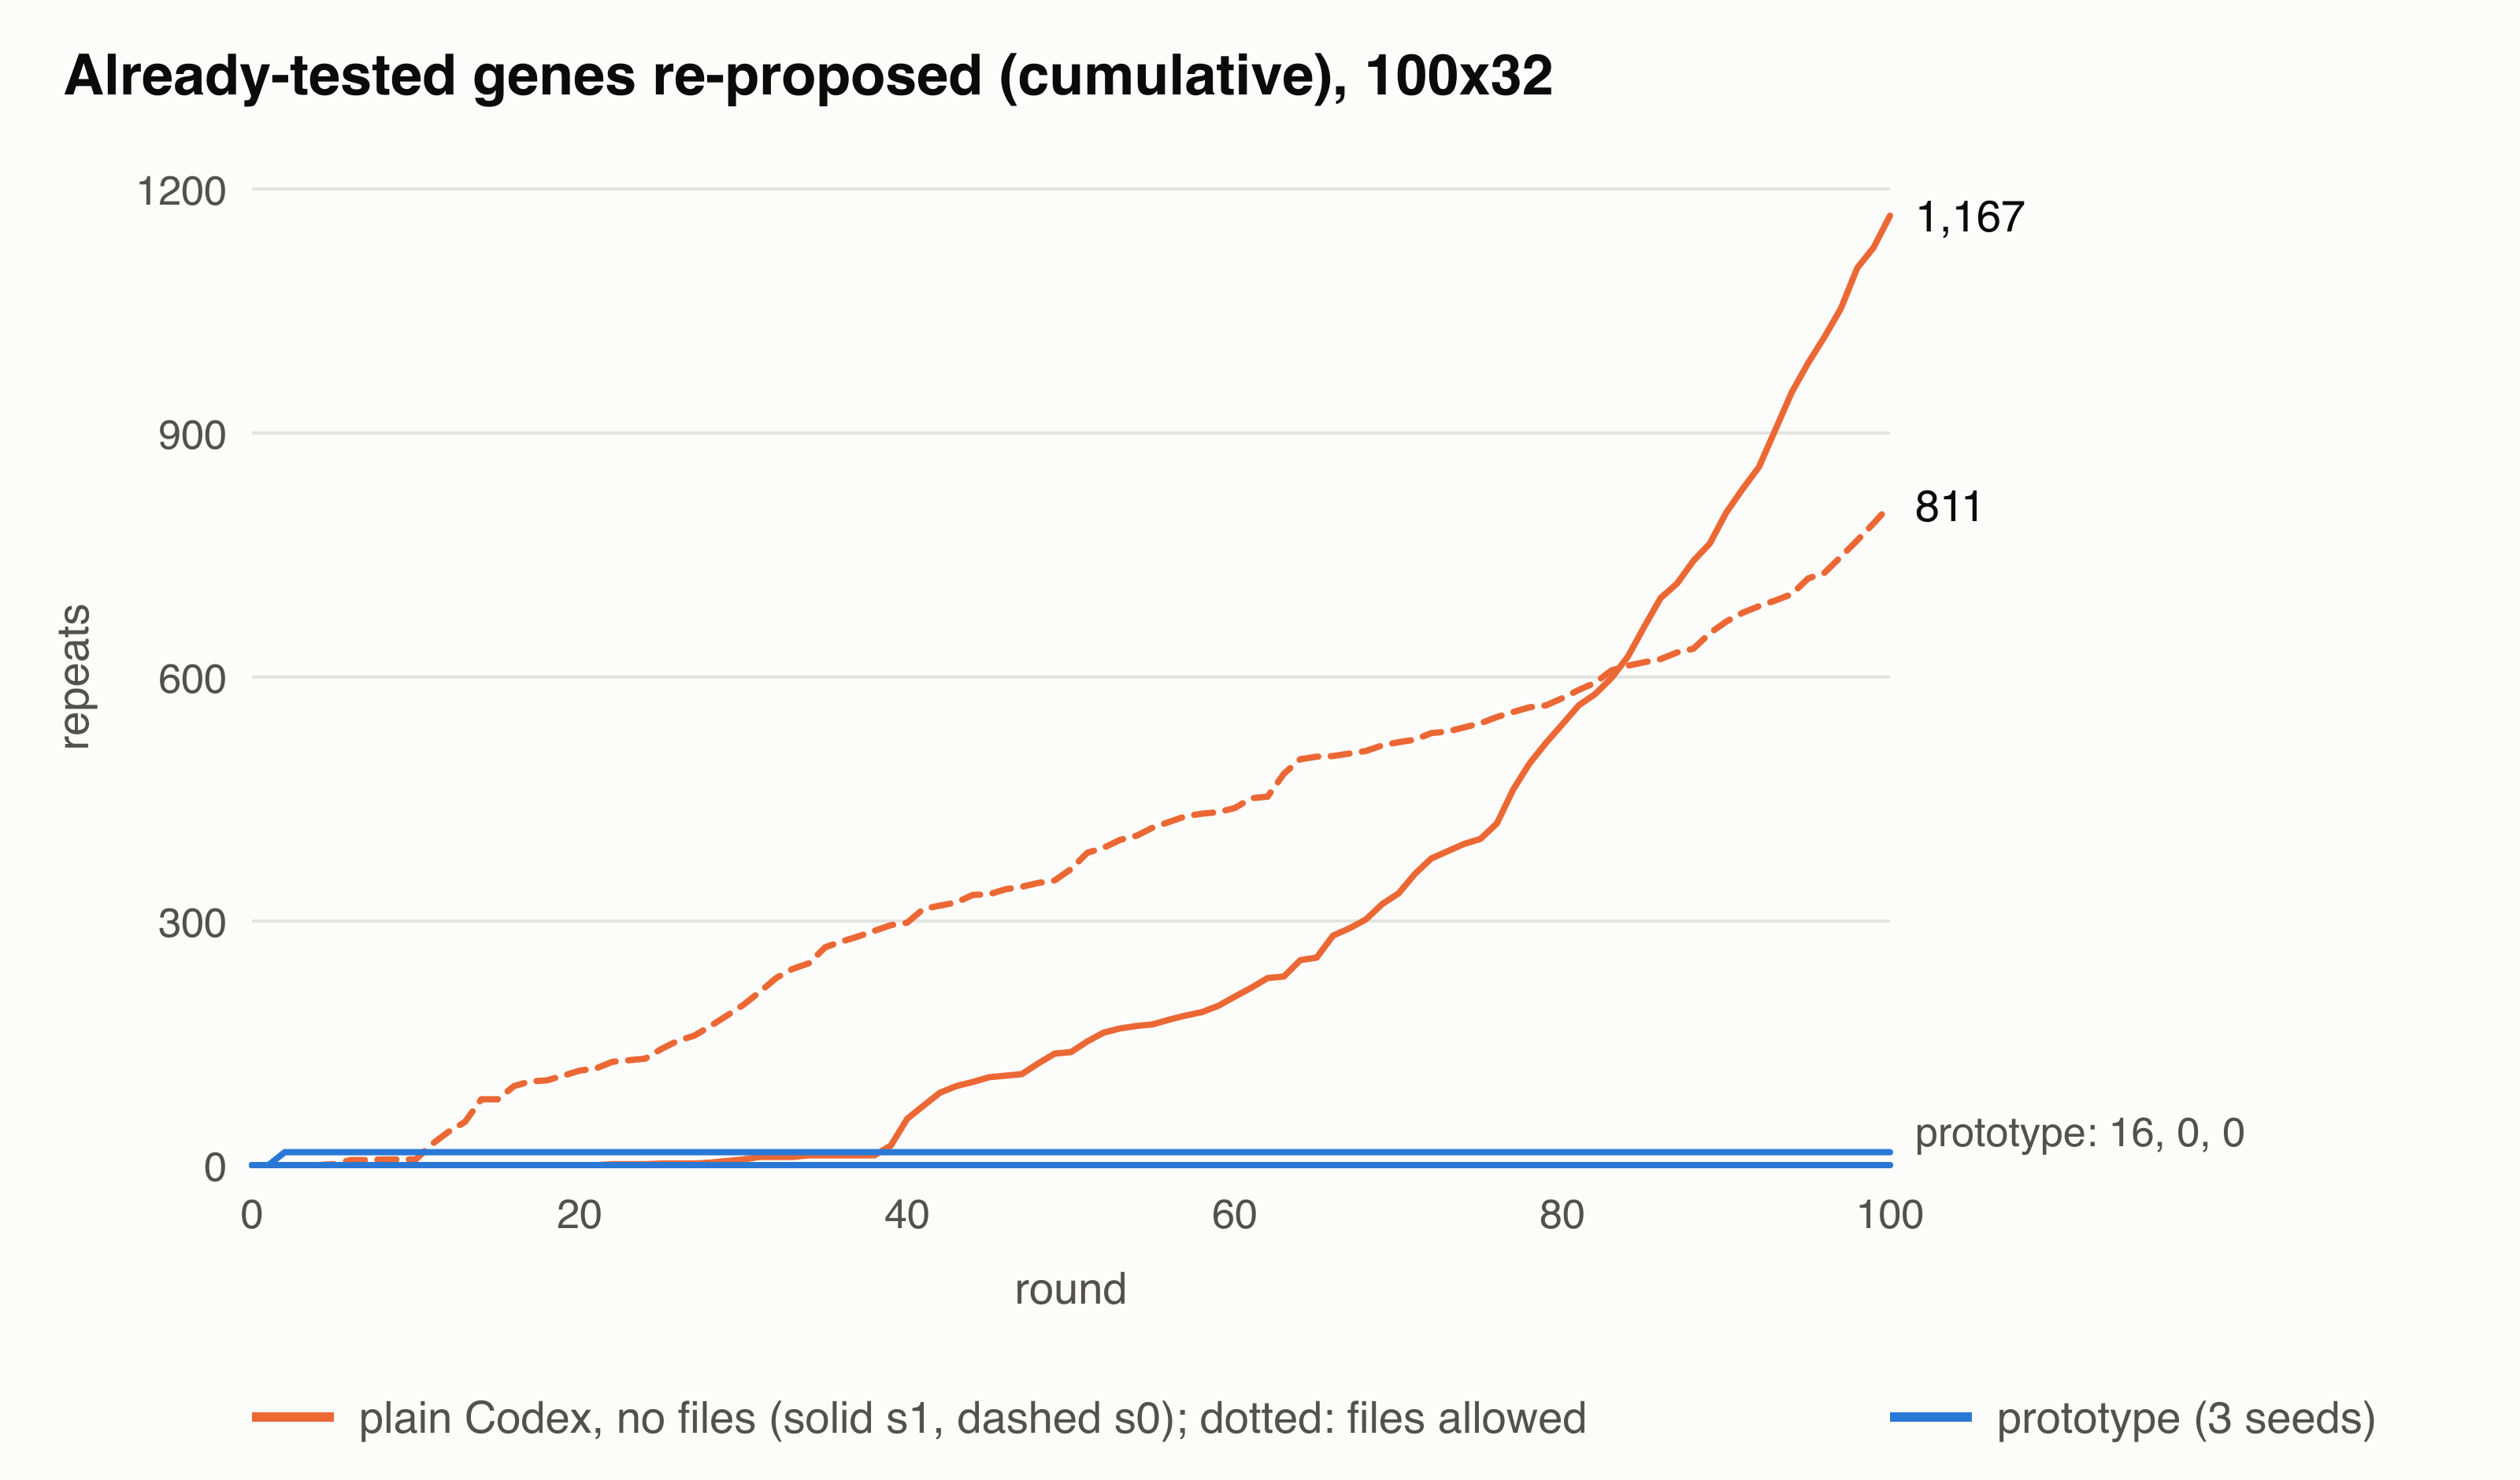 Already-tested genes re-proposed (cumulative), 100x32
1200
1,167
900
811
600
repeats
300
prototype: 16, 0, 0
0
0 20 40 60 80 100
round
plain Codex, no files (solid s1, dashed s0); dotted: files allowed
prototype (3 seeds)